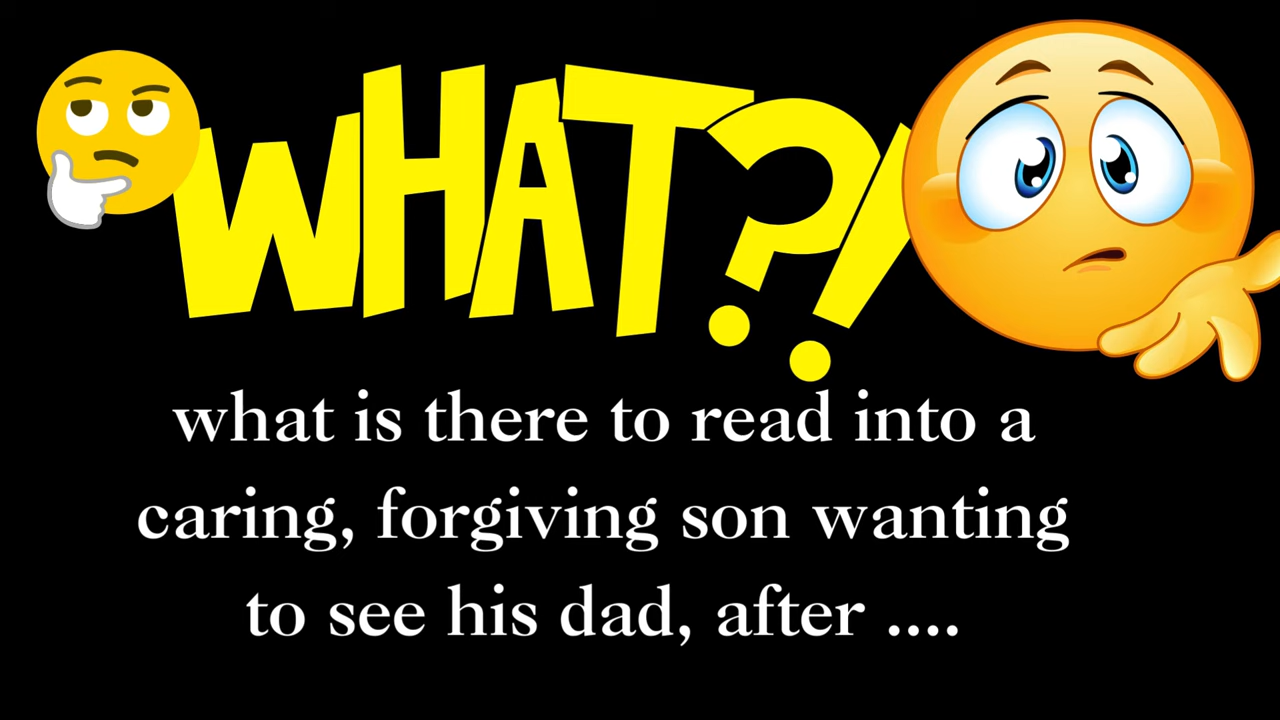 WHAT?!
what is there to read into a
caring, forgiving son wanting
to see his dad, after ....